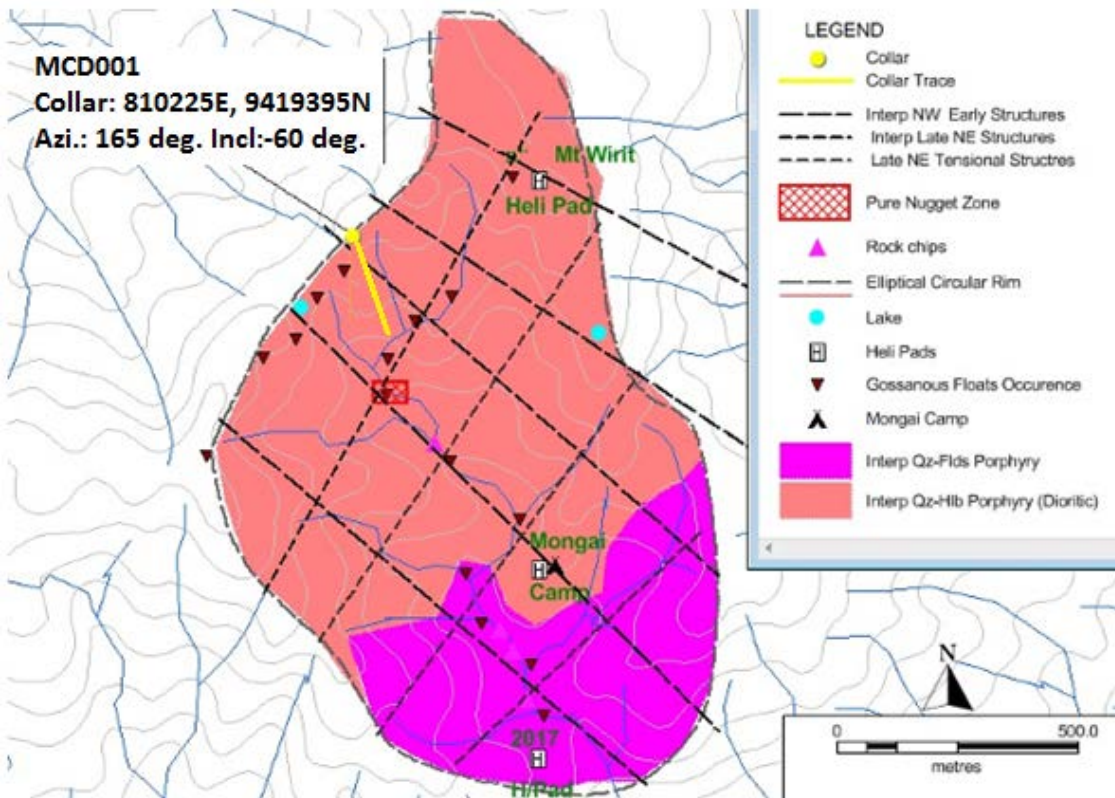 MCD001
Collar: 810225E, 9419395N
Azi.: 165 deg. Incl:-60 deg.
Mt Wirit
H
Heli Pad
Mongai
H
Camp
2017
H
H/Pad
LEGEND
Collar
Collar Trace
Interp NW Early Structures
Interp Late NE Structures
Late NE Tensional Structres
Pure Nugget Zone
Rock chips
Elliptical Circular Rim
Lake
H
Heli Pads
Gossanous Floats Occurence
Mongai Camp
Interp Qz-Flds Porphyry
Interp Qz-Hlb Porphyry (Dioritic)
N
0 500.0
metres